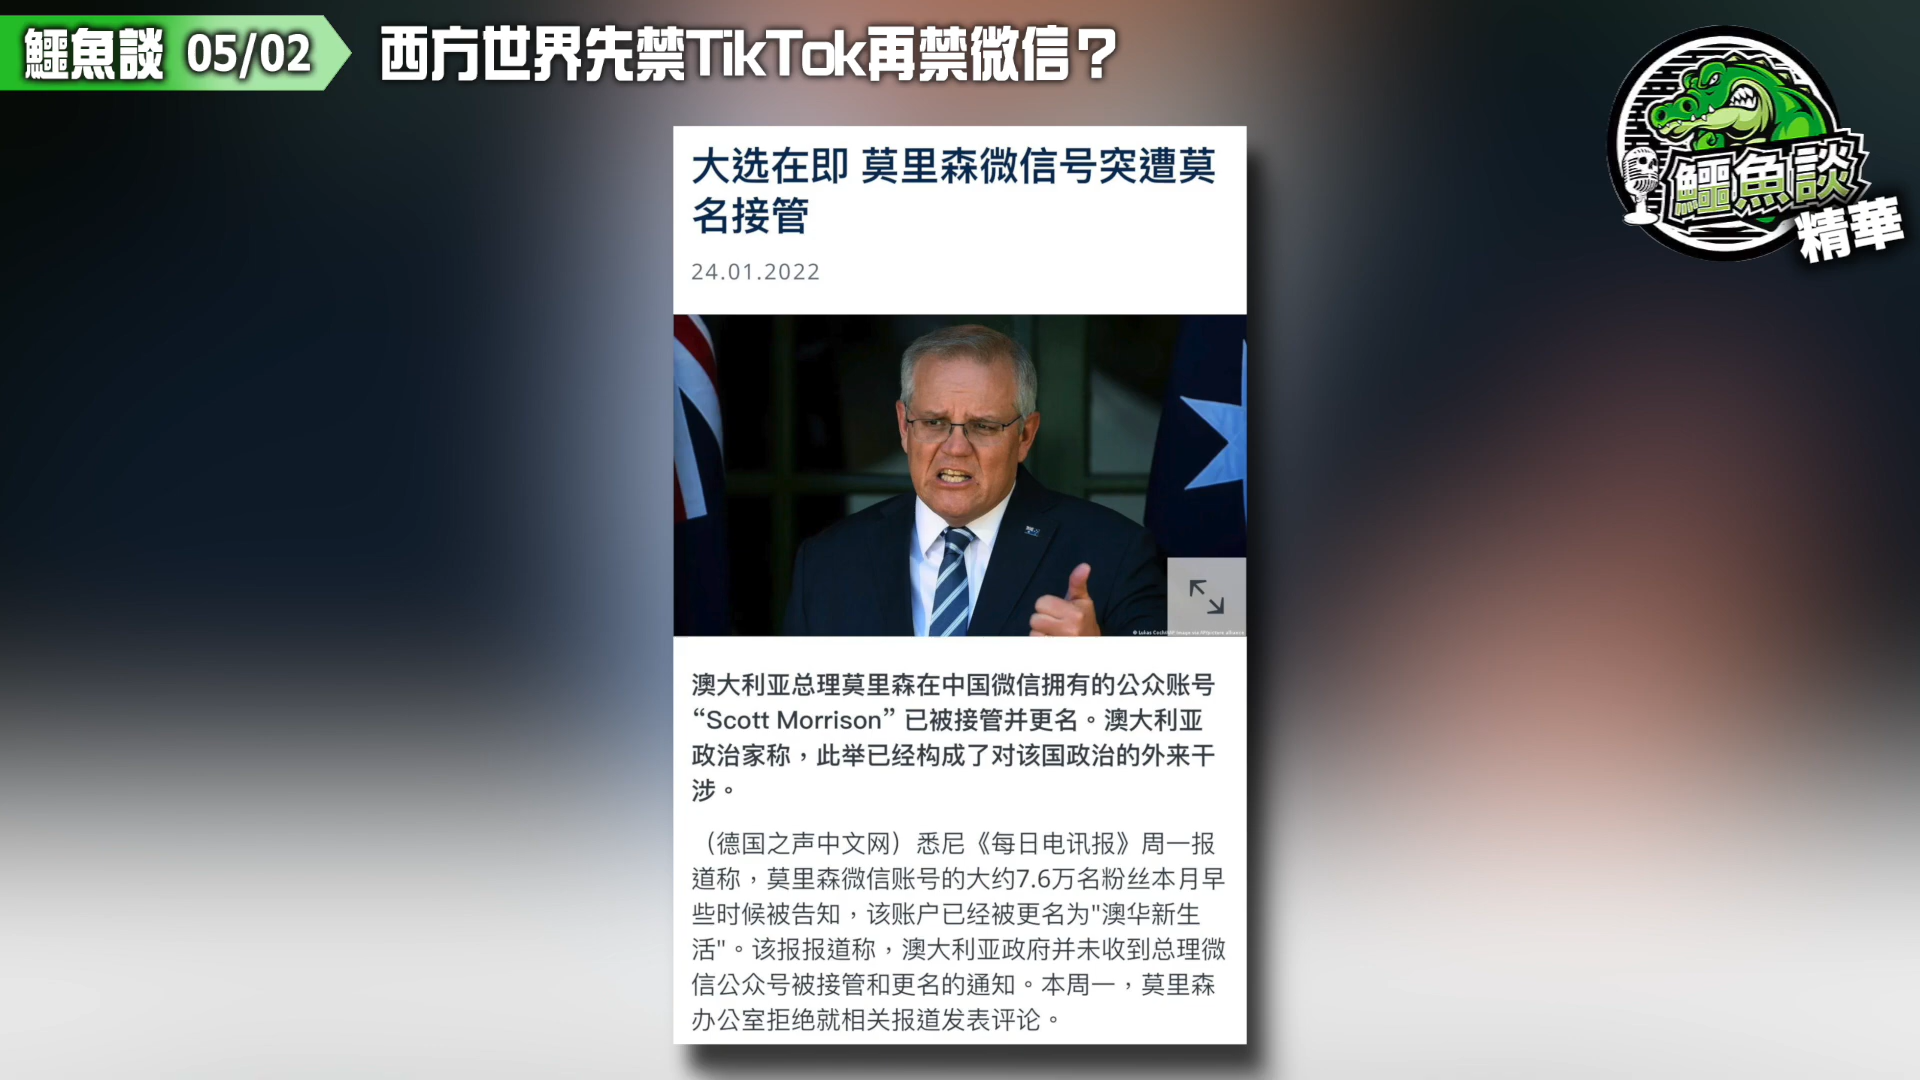 鱷魚談 05/02 西方世界先禁TikTok再禁微信？
鱷魚談
精華
大选在即 莫里森微信号突遭莫
名接管
24.01.2022
澳大利亚总理莫里森在中国微信拥有的公众账号
“Scott Morrison” 已被接管并更名。澳大利亚
政治家称，此举已经构成了对该国政治的外来干
涉。
（德国之声中文网）悉尼《每日电讯报》周一报
道称，莫里森微信账号的大约7.6万名粉丝本月早
些时候被告知，该账户已经被更名为"澳华新生
活"。该报报道称，澳大利亚政府并未收到总理微
信公众号被接管和更名的通知。本周一，莫里森
办公室拒绝就相关报道发表评论。